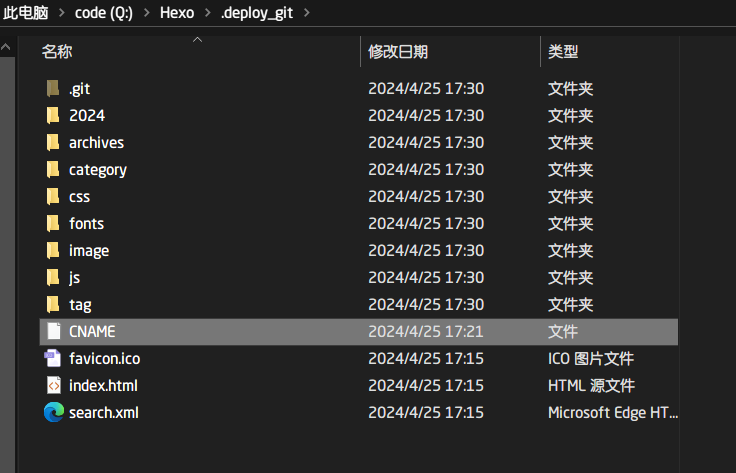 此电脑 > code (Q:) > Hexo > .deploy_git >
名称 修改日期 类型
.git 2024/4/25 17:30 文件夹
2024 2024/4/25 17:30 文件夹
archives 2024/4/25 17:30 文件夹
category 2024/4/25 17:30 文件夹
css 2024/4/25 17:30 文件夹
fonts 2024/4/25 17:30 文件夹
image 2024/4/25 17:30 文件夹
js 2024/4/25 17:30 文件夹
tag 2024/4/25 17:30 文件夹
CNAME 2024/4/25 17:21 文件
favicon.ico 2024/4/25 17:15 ICO 图片文件
index.html 2024/4/25 17:15 HTML 源文件
search.xml 2024/4/25 17:15 Microsoft Edge HT...